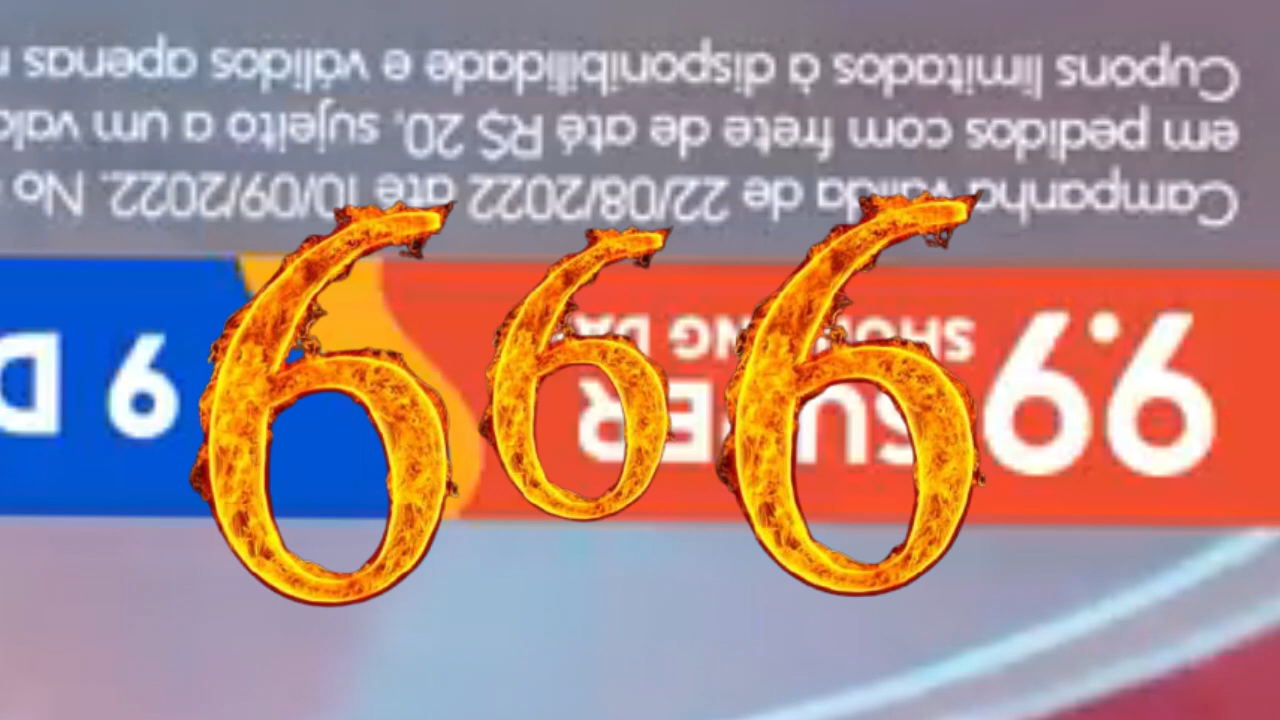 666
9.9
SUPER
SHOPPING DA
9 D
Campanha válida de 22/08/2022 até 10/09/2022. No
em pedidos com frete de até R$ 20, sujeito a um
Cupons limitados à disponibilidade e válidos apenas